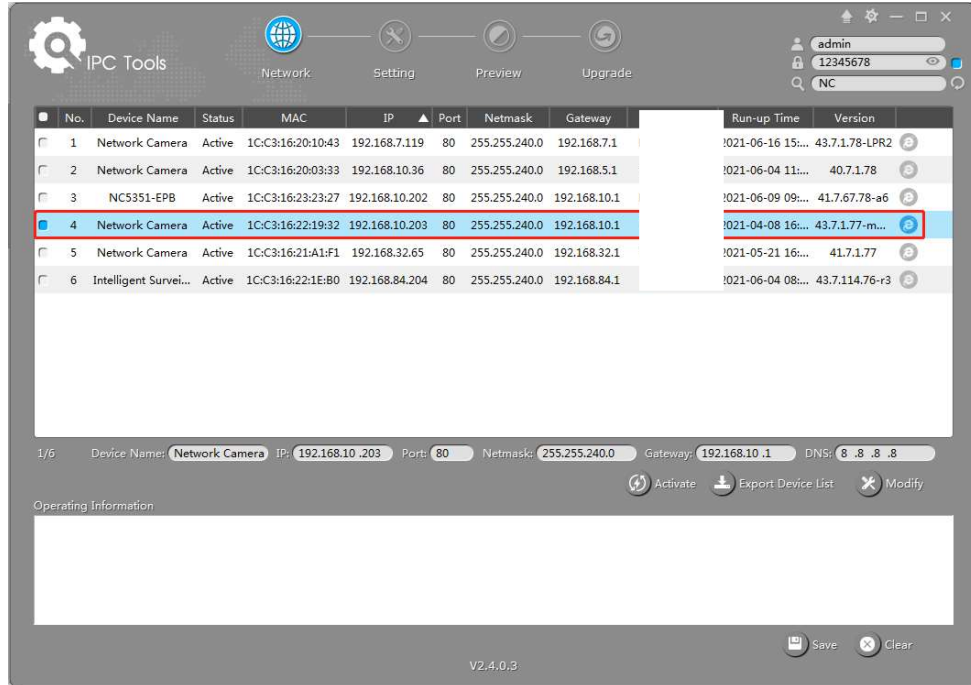 IPC Tools
Network
Setting
Preview
Upgrade
admin
12345678
NC
No. Device Name Status MAC IP Port Netmask Gateway Run-up Time Version
1 Network Camera Active 1C:C3:16:20:10:43 192.168.7.119 80 255.255.240.0 192.168.7.1 2021-06-16 15:... 43.7.1.78-LPR2
2 Network Camera Active 1C:C3:16:20:03:33 192.168.10.36 80 255.255.240.0 192.168.5.1 2021-06-04 11:... 40.7.1.78
3 NC5351-EPB Active 1C:C3:16:23:23:27 192.168.10.202 80 255.255.240.0 192.168.10.1 2021-06-09 09:... 41.7.67.78-a6
4 Network Camera Active 1C:C3:16:22:19:32 192.168.10.203 80 255.255.240.0 192.168.10.1 2021-04-08 16:... 43.7.1.77-m...
5 Network Camera Active 1C:C3:16:21:A1:F1 192.168.32.65 80 255.255.240.0 192.168.32.1 2021-05-21 16:... 41.7.1.77
6 Intelligent Survei... Active 1C:C3:16:22:1E:B0 192.168.84.204 80 255.255.240.0 192.168.84.1 2021-06-04 08:... 43.7.114.76-r3
1/6 Device Name: Network Camera IP: 192.168.10 .203 Port: 80 Netmask: 255.255.240.0 Gateway: 192.168.10 .1 DNS: 8 .8 .8 .8
Activate Export Device List Modify
Operating Information
Save Clear
V2.4.0.3